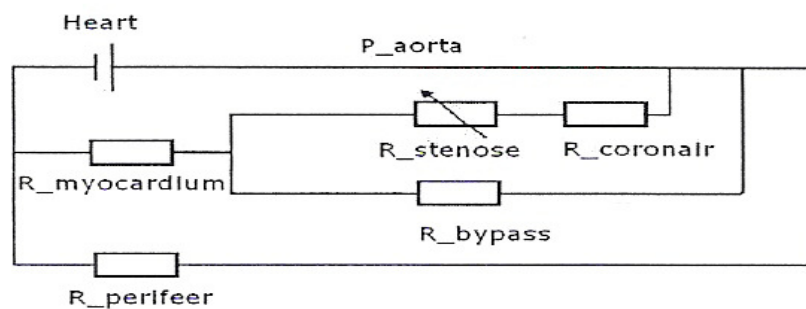 Heart
P_aorta
R_stenose
R_coronair
R_myocardium
R_bypass
R_perifeer